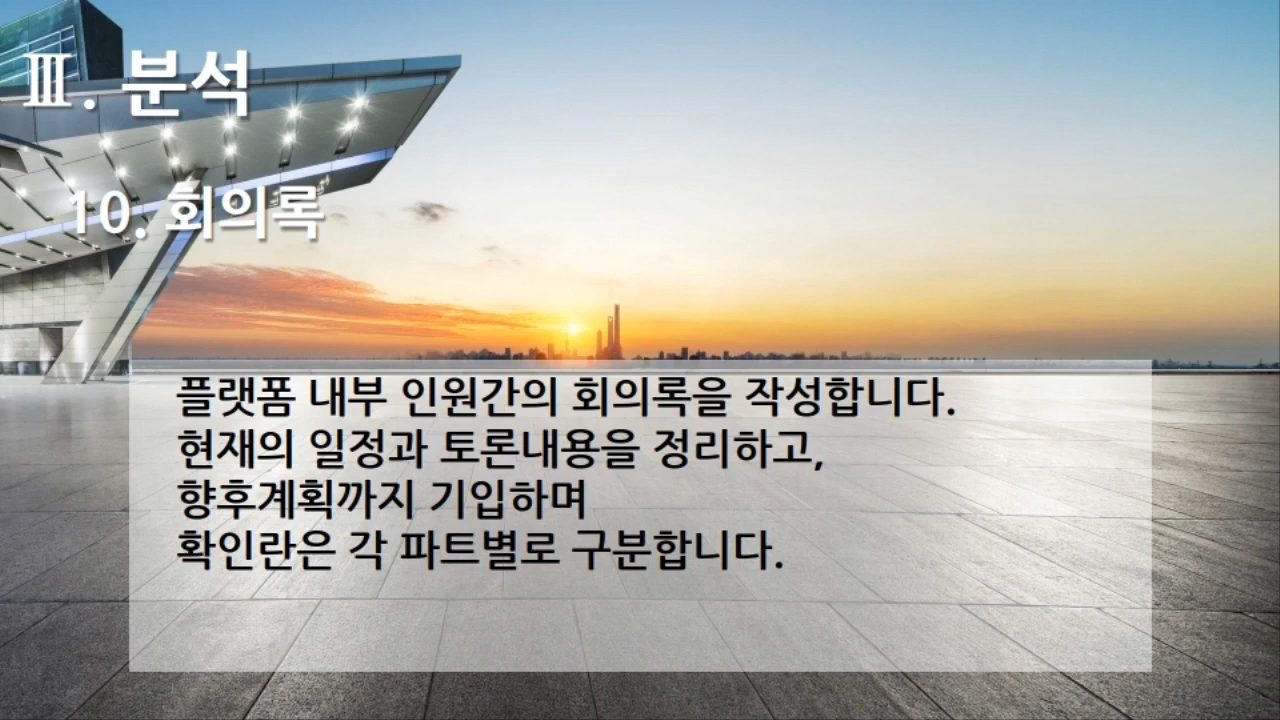 Ⅲ. 분석
10. 회의록
플랫폼 내부 인원간의 회의록을 작성합니다.
현재의 일정과 토론내용을 정리하고,
향후계획까지 기입하며
확인란은 각 파트별로 구분합니다.